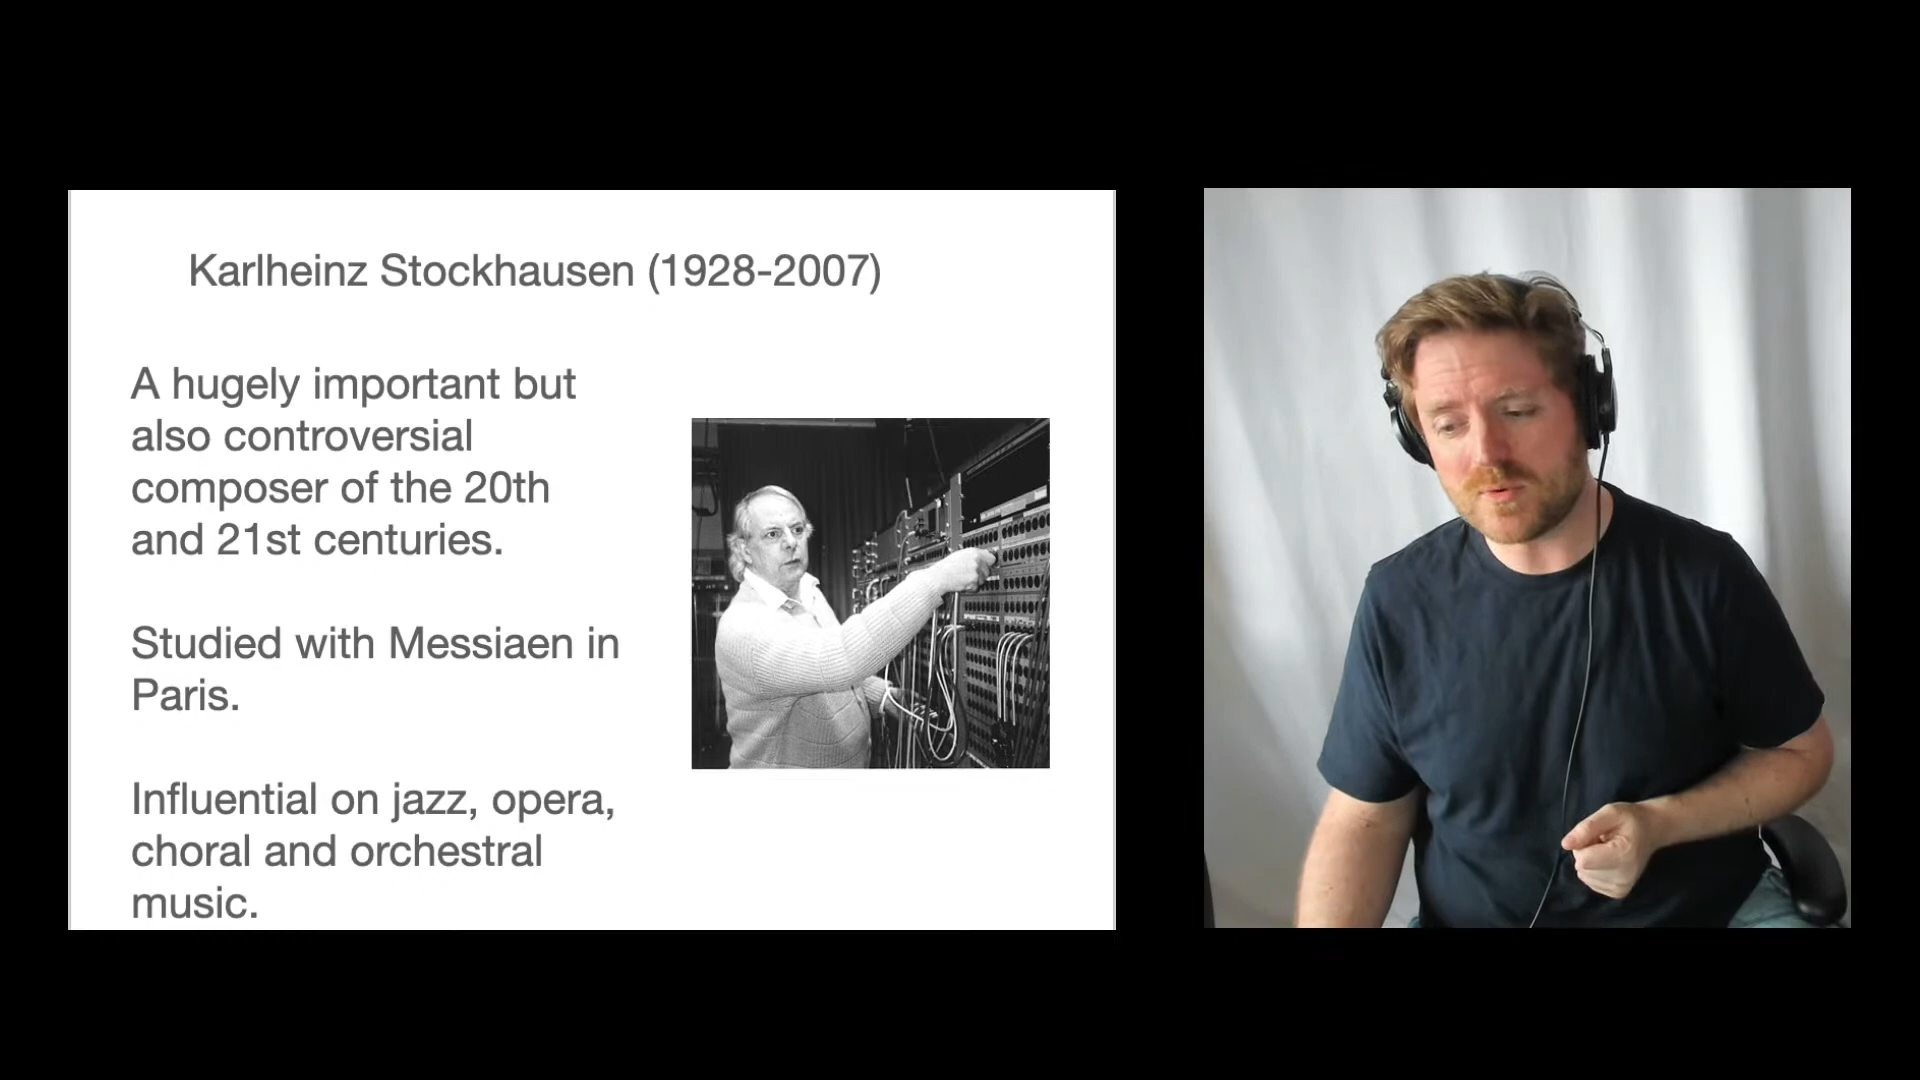 Karlheinz Stockhausen (1928-2007)
A hugely important but
also controversial
composer of the 20th
and 21st centuries.
Studied with Messiaen in
Paris.
Influential on jazz, opera,
choral and orchestral
music.